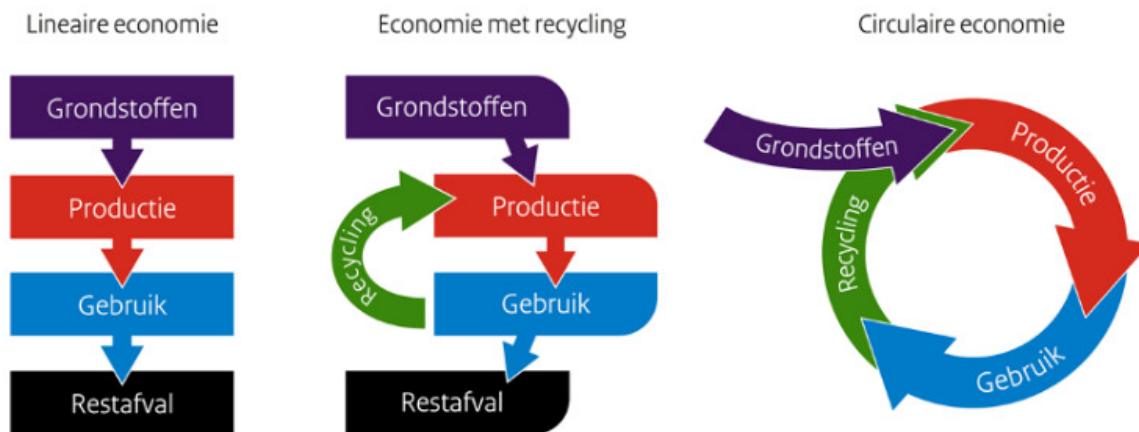 Lineaire economie
Grondstoffen
Productie
Gebruik
Restafval
Economie met recycling
Grondstoffen
Productie
Recycling
Gebruik
Restafval
Circulaire economie
Grondstoffen
Productie
Gebruik
Recycling